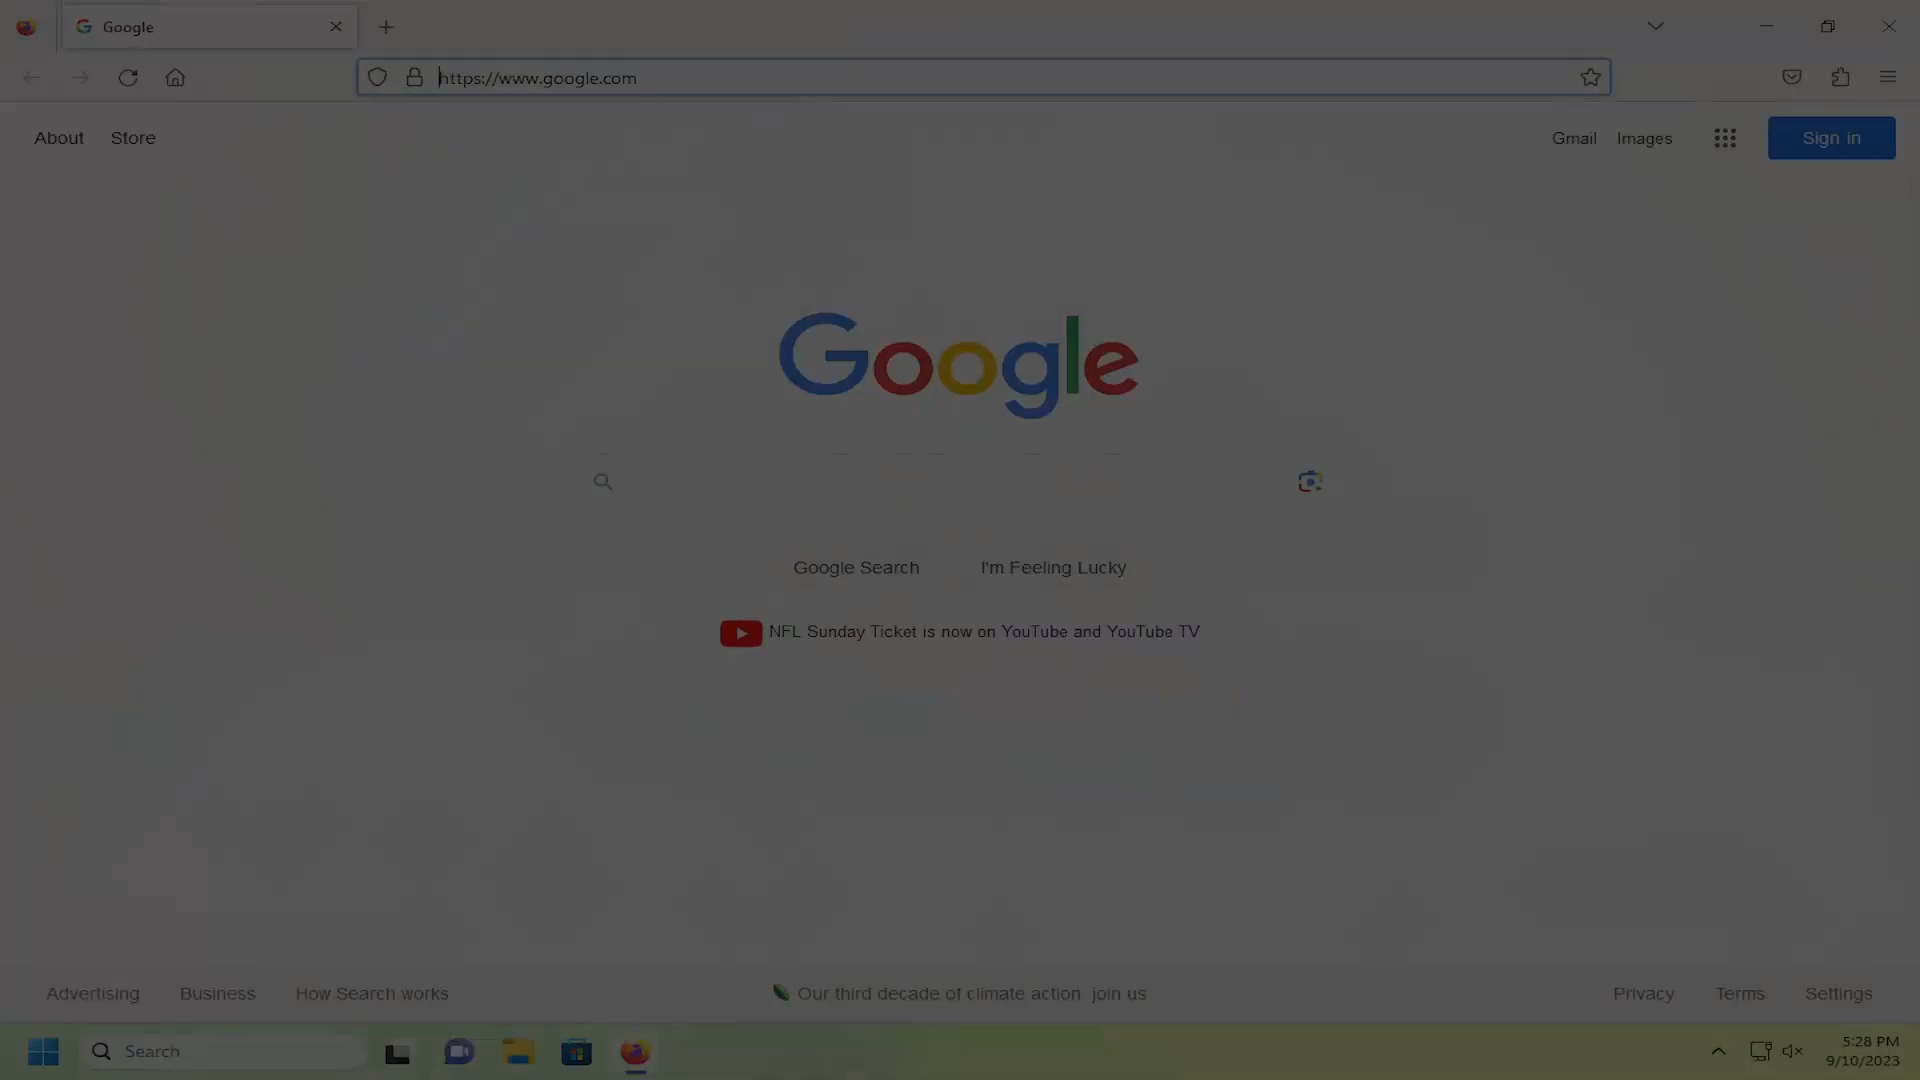 Google
https://www.google.com
About Store
Gmail Images Sign in
Google
Google Search I'm Feeling Lucky
NFL Sunday Ticket is now on YouTube and YouTube TV
Advertising Business How Search works
Our third decade of climate action join us
Privacy Terms Settings
Search
5:28 PM
9/10/2023